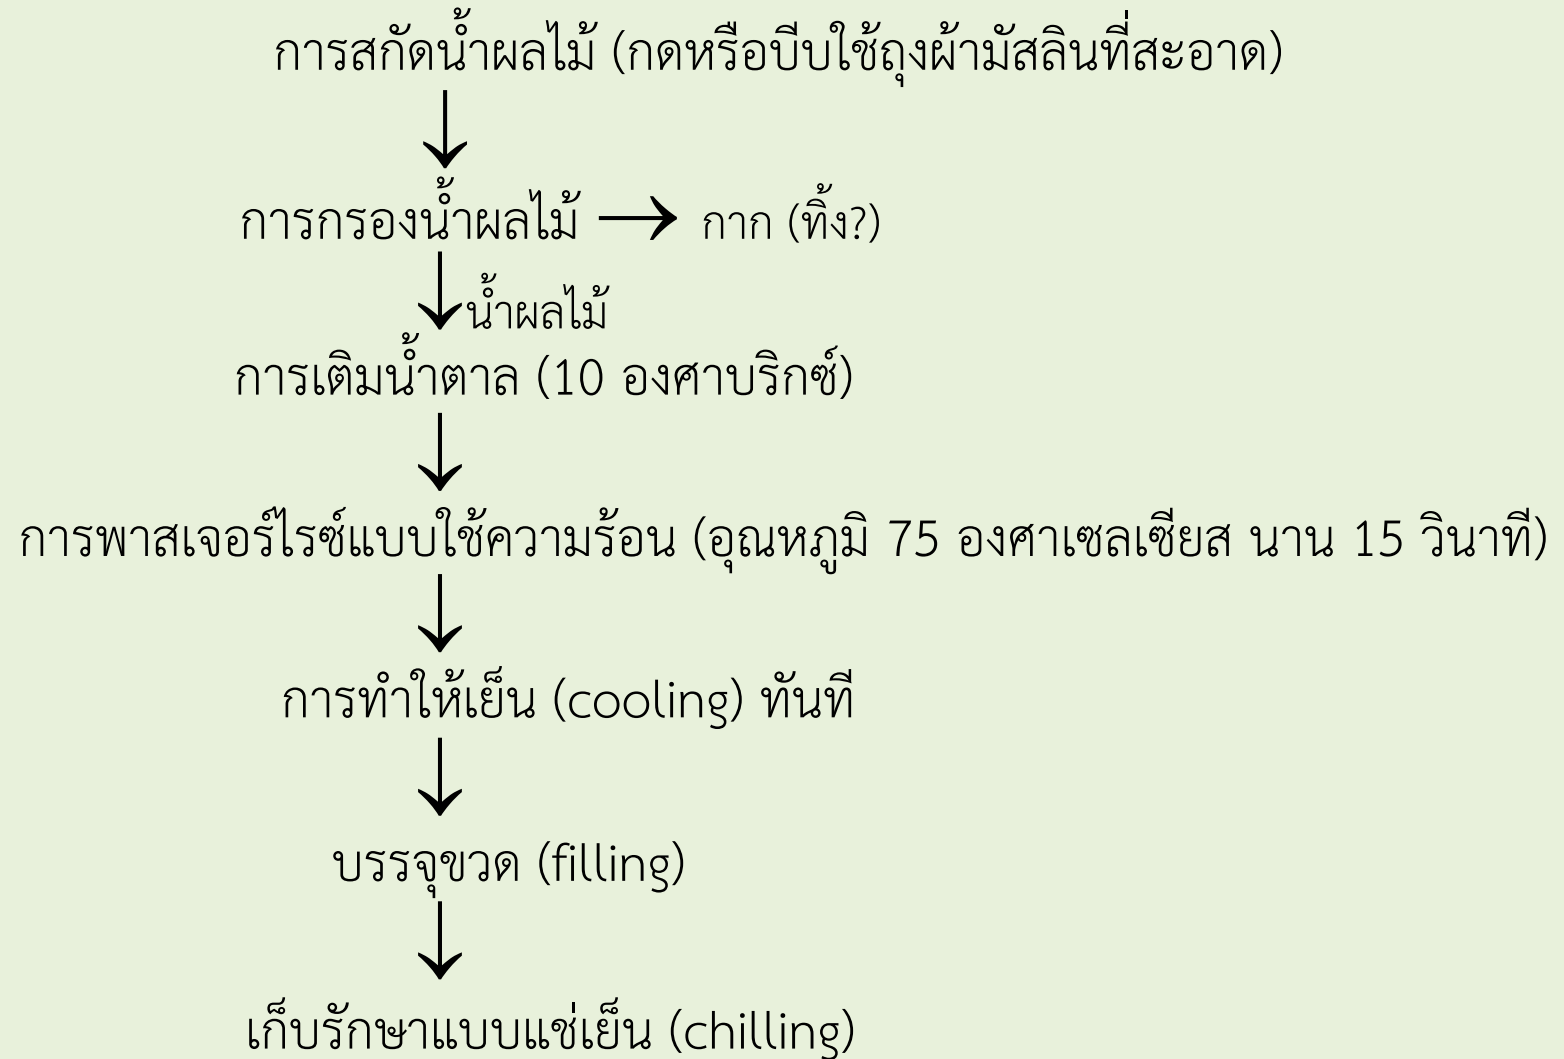 การสกัดน้ำผลไม้ (กดหรือบีบใช้ถุงผ้ามัสลินที่สะอาด)
การกรองน้ำผลไม้ → กาก (ทิ้ง?)
น้ำผลไม้
การเติมน้ำตาล (10 องศาบริกซ์)
การพาสเจอร์ไรซ์แบบใช้ความร้อน (อุณหภูมิ 75 องศาเซลเซียส นาน 15 วินาที)
การทำให้เย็น (cooling) ทันที
บรรจุขวด (filling)
เก็บรักษาแบบแช่เย็น (chilling)